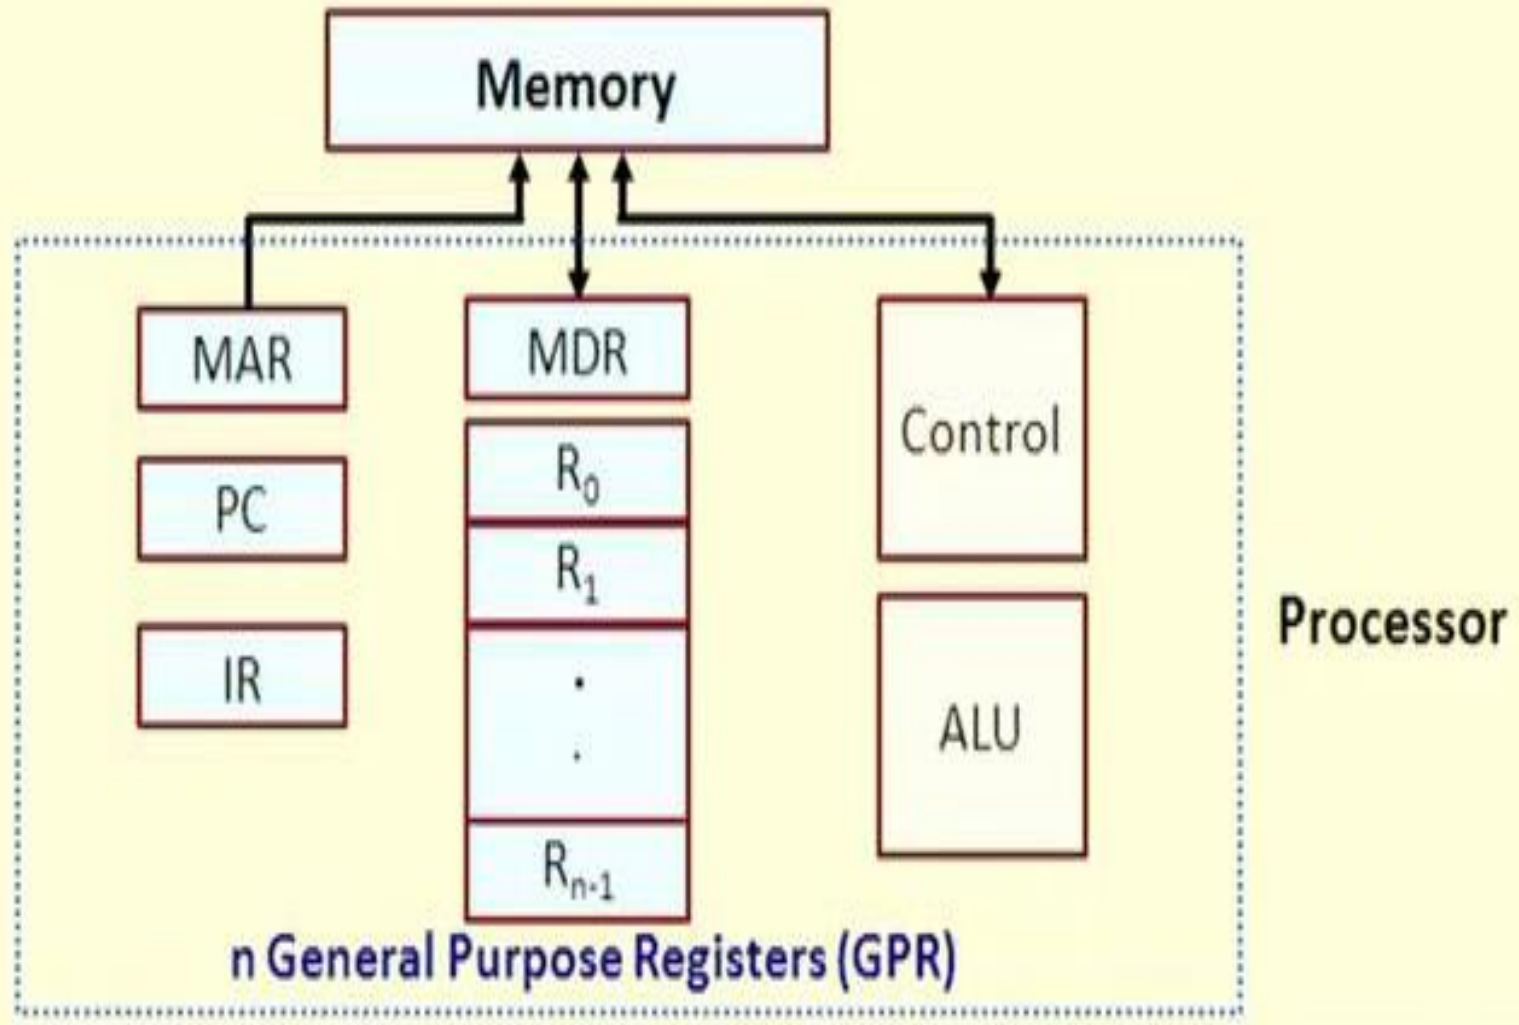 Memory
MAR
MDR
Control
PC
R₀
R₁
IR
.
.
ALU
Rₙ₋₁
Processor
n General Purpose Registers (GPR)